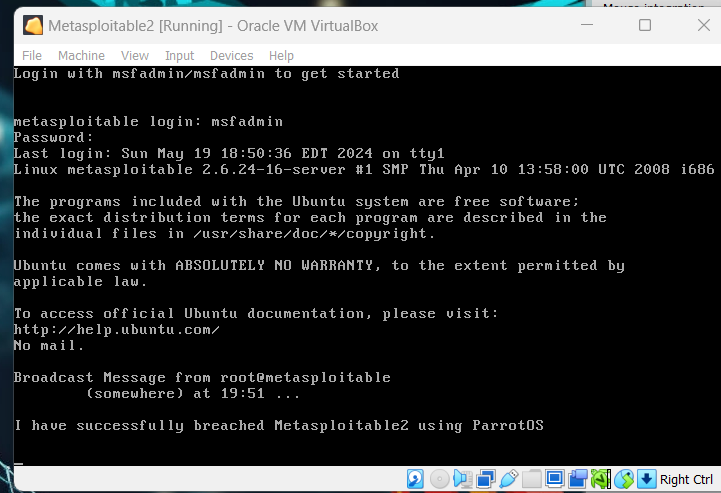 Mouse integration
Metasploitable2 [Running] - Oracle VM VirtualBox
File Machine View Input Devices Help
Login with msfadmin/msfadmin to get started
metasploitable login: msfadmin
Password:
Last login: Sun May 19 18:50:36 EDT 2024 on tty1
Linux metasploitable 2.6.24-16-server #1 SMP Thu Apr 10 13:58:00 UTC 2008 i686
The programs included with the Ubuntu system are free software;
the exact distribution terms for each program are described in the
individual files in /usr/share/doc/*/copyright.
Ubuntu comes with ABSOLUTELY NO WARRANTY, to the extent permitted by
applicable law.
To access official Ubuntu documentation, please visit:
http://help.ubuntu.com/
No mail.
Broadcast Message from root@metasploitable
(somewhere) at 19:51 ...
I have successfully breached Metasploitable2 using ParrotOS
Right Ctrl